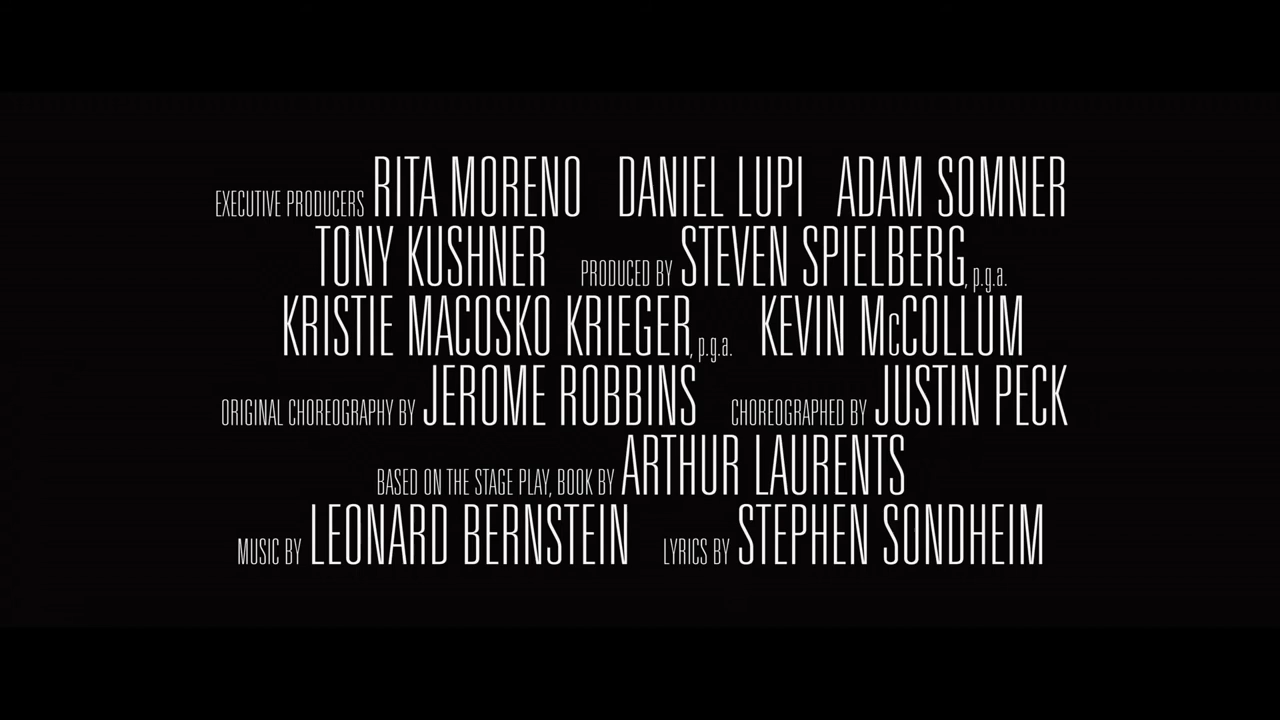 EXECUTIVE PRODUCERS RITA MORENO DANIEL LUPI ADAM SOMNER
TONY KUSHNER PRODUCED BY STEVEN SPIELBERG, p.g.a.
KRISTIE MACOSKO KRIEGER, p.g.a. KEVIN McCOLLUM
ORIGINAL CHOREOGRAPHY BY JEROME ROBBINS CHOREOGRAPHED BY JUSTIN PECK
BASED ON THE STAGE PLAY, BOOK BY ARTHUR LAURENTS
MUSIC BY LEONARD BERNSTEIN LYRICS BY STEPHEN SONDHEIM